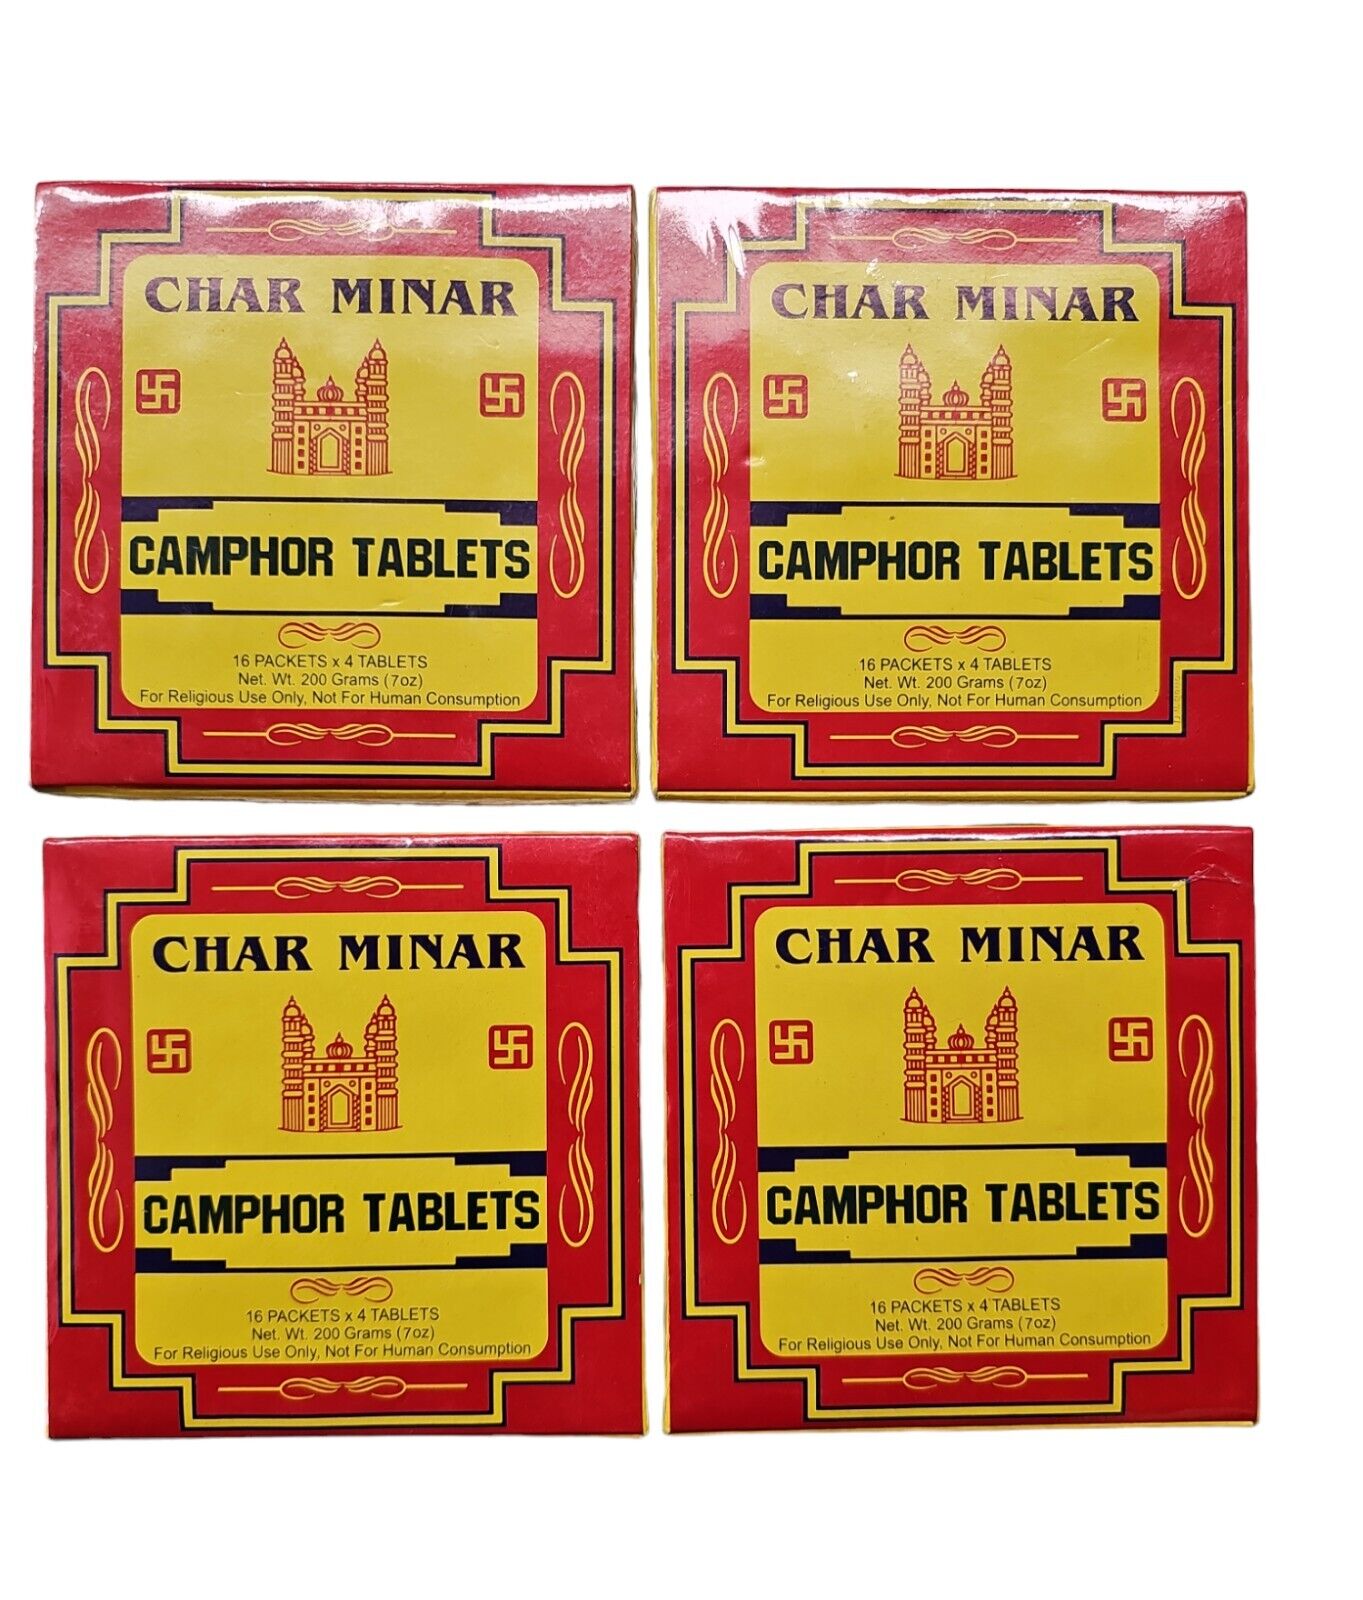 CHAR MINAR
CAMPHOR TABLETS
16 PACKETS x 4 TABLETS
Net. Wt. 200 Grams (7oz)
For Religious Use Only, Not For Human Consumption
CHAR MINAR
CAMPHOR TABLETS
16 PACKETS x 4 TABLETS
Net. Wt. 200 Grams (7oz)
For Religious Use Only, Not For Human Consumption
CHAR MINAR
CAMPHOR TABLETS
16 PACKETS x 4 TABLETS
Net. Wt. 200 Grams (7oz)
For Religious Use Only, Not For Human Consumption
CHAR MINAR
CAMPHOR TABLETS
16 PACKETS x 4 TABLETS
Net. Wt. 200 Grams (7oz)
For Religious Use Only, Not For Human Consumption